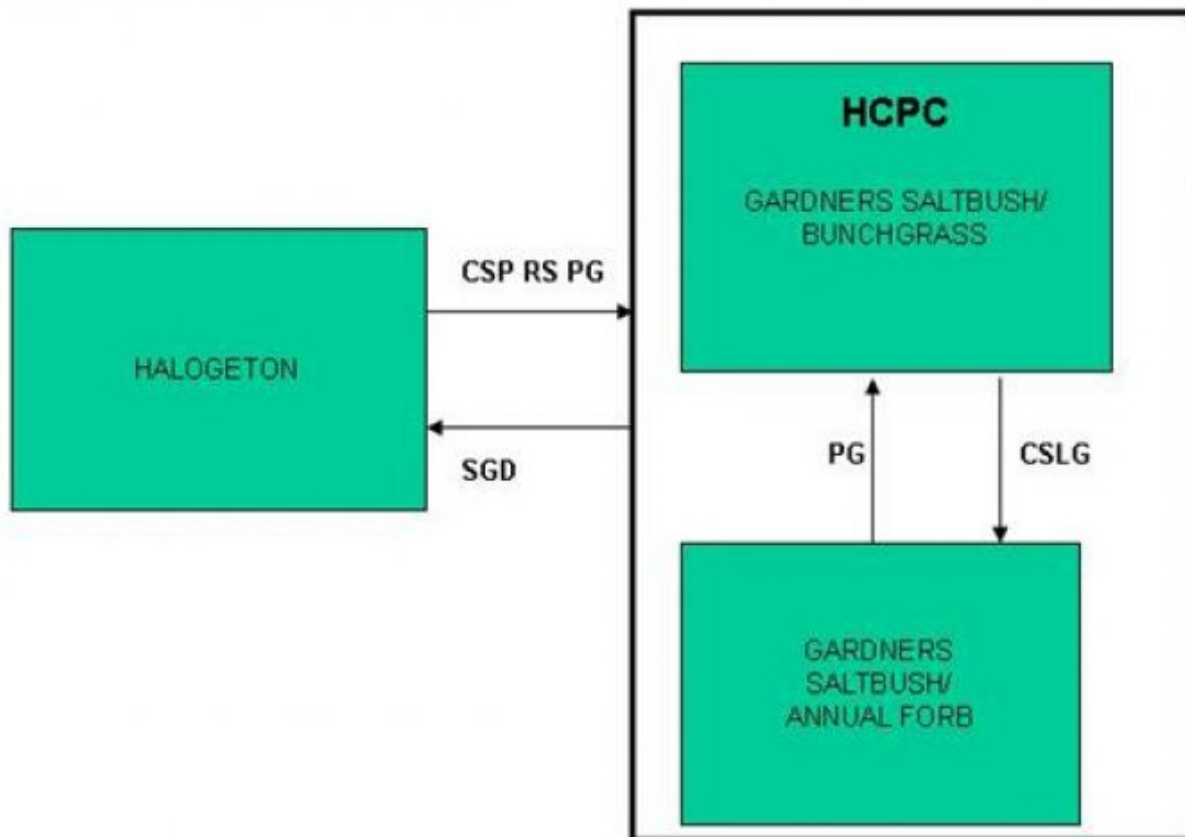 HCPC
GARDNERS SALTBUSH/
BUNCHGRASS
CSP RS PG
HALOGETON
SGD
PG
CSLG
GARDNERS
SALTBUSH/
ANNUAL FORB